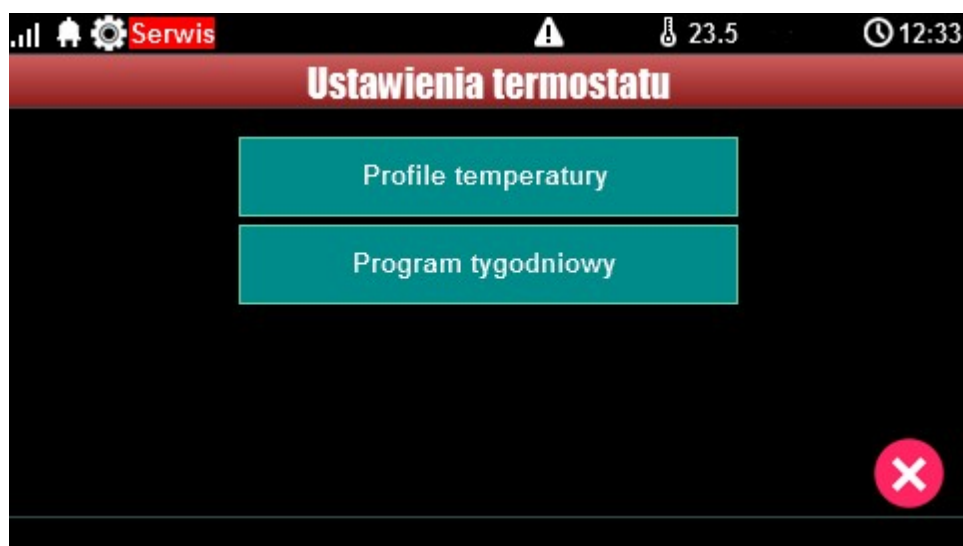 Serwis 23.5 12:33
Ustawienia termostatu
Profile temperatury
Program tygodniowy